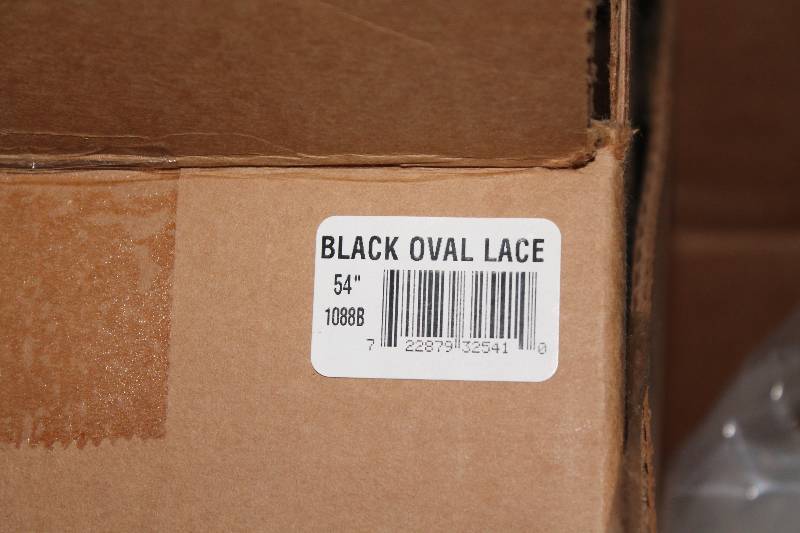 BLACK OVAL LACE
54"
1088B
7 22879 32541 0